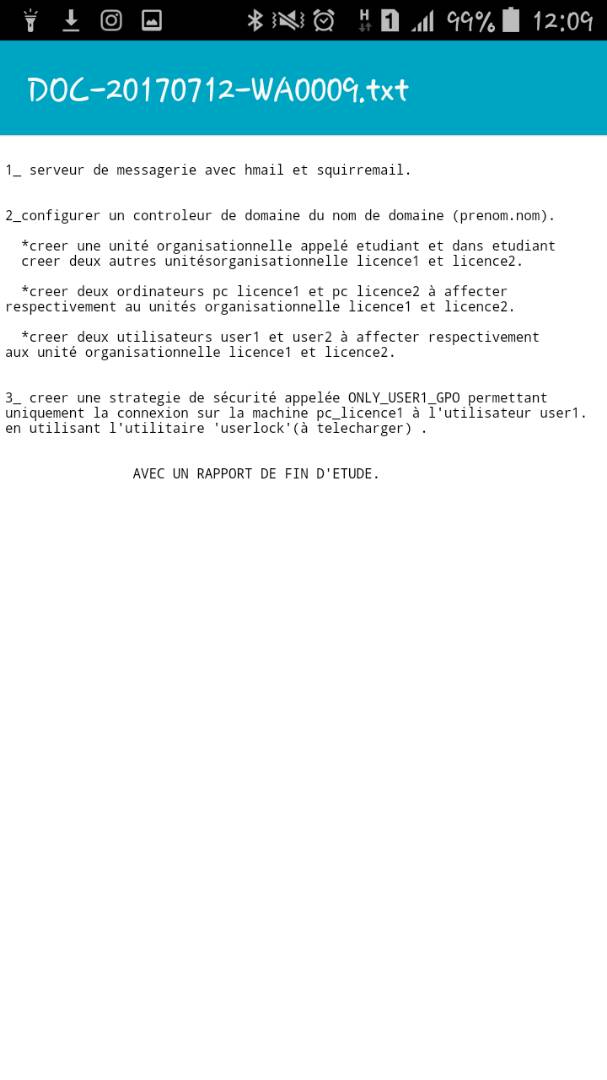 99% 12:09
DOC-20170712-WA0009.txt
1_ serveur de messagerie avec hmail et squirremail.
2_configurer un controleur de domaine du nom de domaine (prenom.nom).
*creer une unité organisationnelle appelé etudiant et dans etudiant
creer deux autres unitésorganisationnelle licence1 et licence2.
*creer deux ordinateurs pc licence1 et pc licence2 à affecter
respectivement au unités organisationnelle licence1 et licence2.
*creer deux utilisateurs user1 et user2 à affecter respectivement
aux unité organisationnelle licence1 et licence2.
3_ creer une strategie de sécurité appelée ONLY_USER1_GPO permettant
uniquement la connexion sur la machine pc_licence1 à l'utilisateur user1.
en utilisant l'utilitaire 'userlock'(à telecharger) .
AVEC UN RAPPORT DE FIN D'ETUDE.